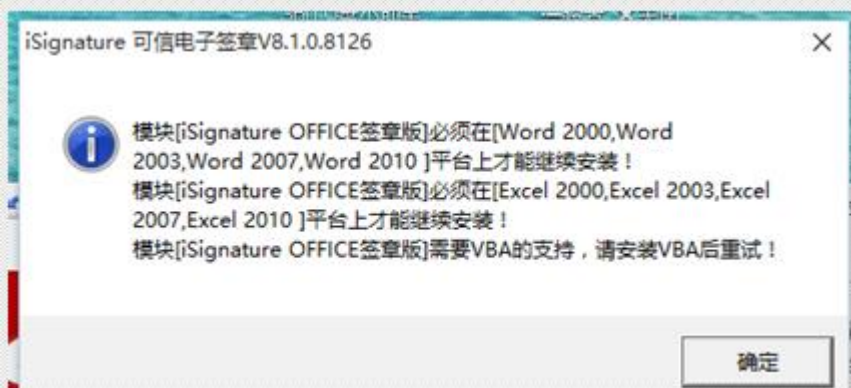 iSignature 可信电子签章V8.1.0.8126
模块[iSignature OFFICE签章版]必须在[Word 2000,Word
2003,Word 2007,Word 2010 ]平台上才能继续安装！
模块[iSignature OFFICE签章版]必须在[Excel 2000,Excel 2003,Excel
2007,Excel 2010 ]平台上才能继续安装！
模块[iSignature OFFICE签章版]需要VBA的支持，请安装VBA后重试！
确定